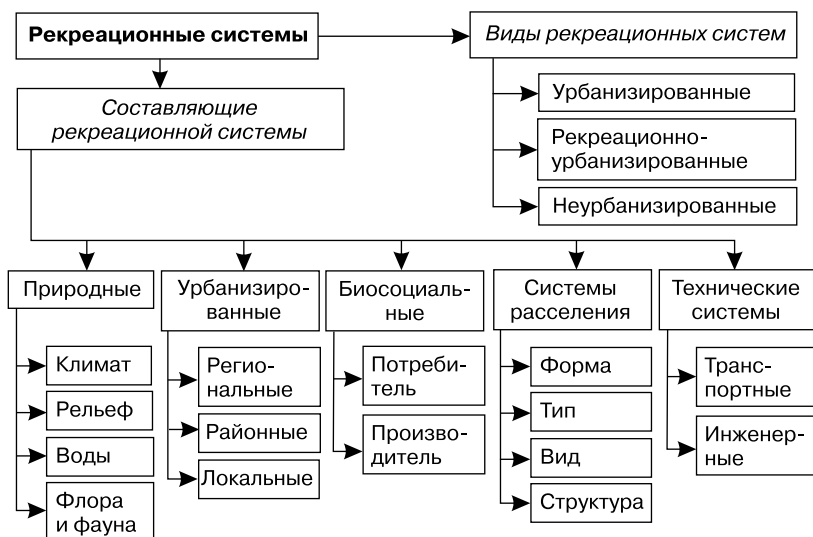 Рекреационные системы
Виды рекреационных систем
Урбанизированные
Рекреационно-
урбанизированные
Неурбанизированные
Составляющие
рекреационной системы
Природные
Климат
Рельеф
Воды
Флора
и фауна
Урбанизиро-
ванные
Регио-
нальные
Районные
Локальные
Биосоциаль-
ные
Потреби-
тель
Произво-
дитель
Системы
расселения
Форма
Тип
Вид
Структура
Технические
системы
Транс-
портные
Инженер-
ные